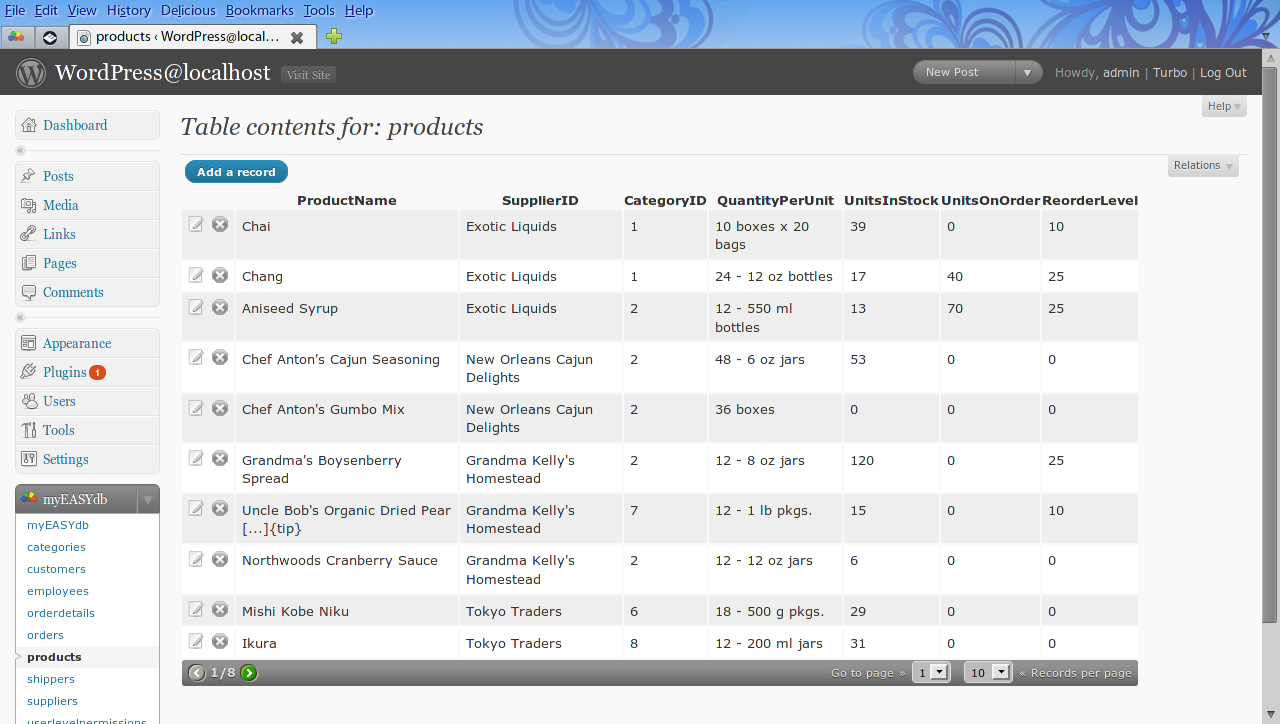 File Edit View History Delicious Bookmarks Tools Help
products ‹ WordPress@local...
WordPress@localhost Visit Site New Post Howdy, admin | Turbo | Log Out
Help
Dashboard
Posts
Media
Links
Pages
Comments
Appearance
Plugins 1
Users
Tools
Settings
myEASYdb
myEASYdb
categories
customers
employees
orderdetails
orders
products
shippers
suppliers
userlevelpermissions
Table contents for: products
Add a record Relations
ProductName SupplierID CategoryID QuantityPerUnit UnitsInStock UnitsOnOrder ReorderLevel
Chai Exotic Liquids 1 10 boxes x 20 39 0 10
bags
Chang Exotic Liquids 1 24 - 12 oz bottles 17 40 25
Aniseed Syrup Exotic Liquids 2 12 - 550 ml 13 70 25
bottles
Chef Anton's Cajun Seasoning New Orleans Cajun 2 48 - 6 oz jars 53 0 0
Delights
Chef Anton's Gumbo Mix New Orleans Cajun 2 36 boxes 0 0 0
Delights
Grandma's Boysenberry Grandma Kelly's 2 12 - 8 oz jars 120 0 25
Spread Homestead
Uncle Bob's Organic Dried Pear Grandma Kelly's 7 12 - 1 lb pkgs. 15 0 10
[...]{tip} Homestead
Northwoods Cranberry Sauce Grandma Kelly's 2 12 - 12 oz jars 6 0 0
Homestead
Mishi Kobe Niku Tokyo Traders 6 18 - 500 g pkgs. 29 0 0
Ikura Tokyo Traders 8 12 - 200 ml jars 31 0 0
1/8 Go to page » 1 10 « Records per page